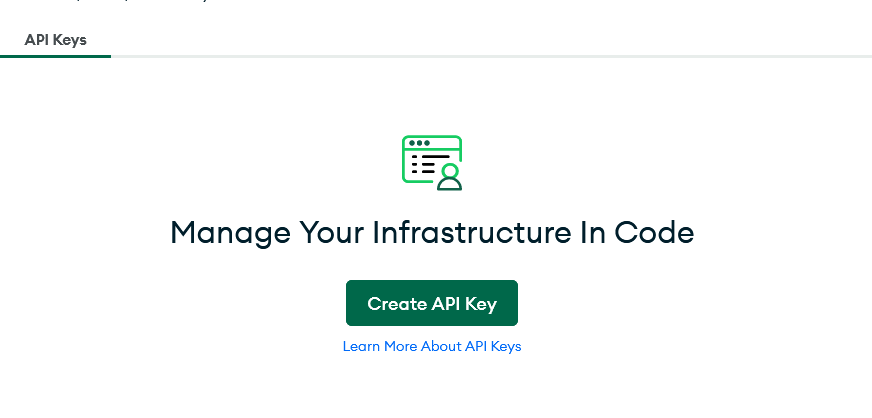 API Keys
Manage Your Infrastructure In Code
Create API Key
Learn More About API Keys